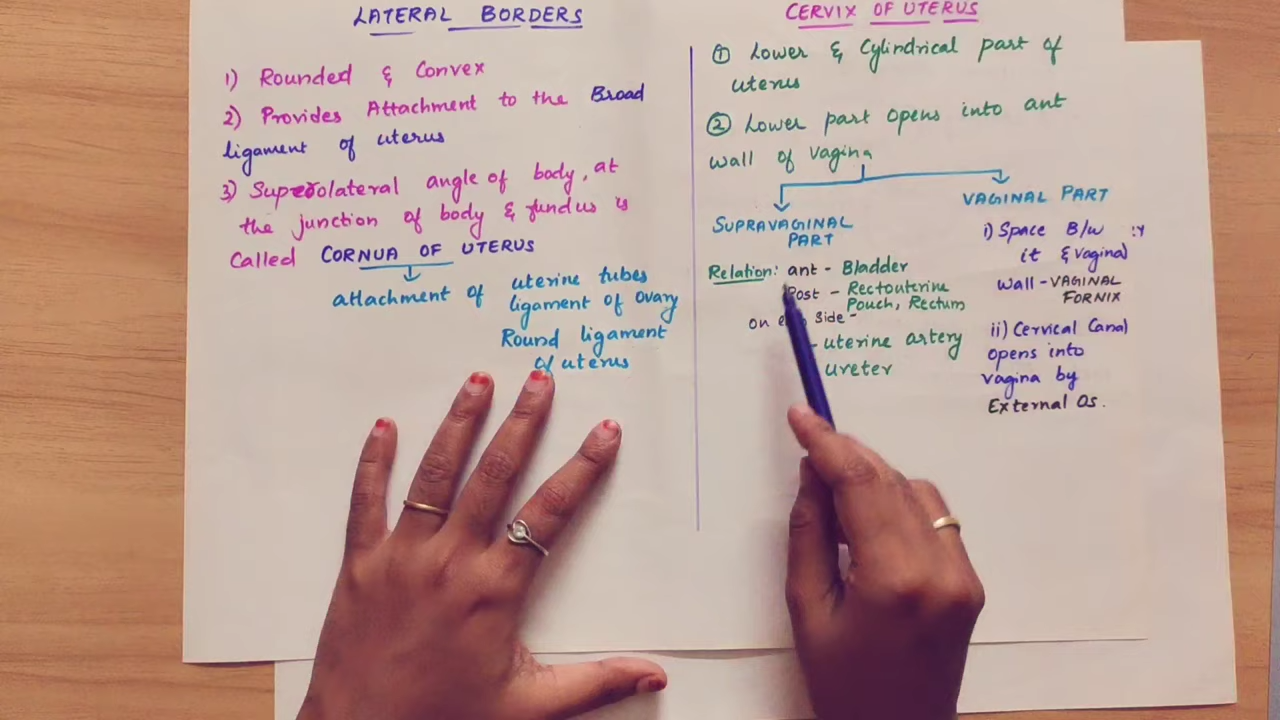 LATERAL BORDERS
1) Rounded & Convex
2) Provides Attachment to the Broad
ligament of uterus
3) Superolateral angle of body, at
the junction of body & fundus is
Called CORNUA OF UTERUS
attachment of uterine tubes
ligament of ovary
Round ligament
of uterus
CERVIX OF UTERUS
① Lower & Cylindrical part of
uterus
② Lower part opens into ant
wall of vagina
SUPRAVAGINAL
PART
Relation: ant - Bladder
Post - Rectouterine
Pouch, Rectum
On Side -
- uterine artery
ureter
VAGINAL PART
i) Space B/w
it & vaginal
wall - VAGINAL
FORNIX
ii) Cervical Canal
opens into
vagina by
External Os.